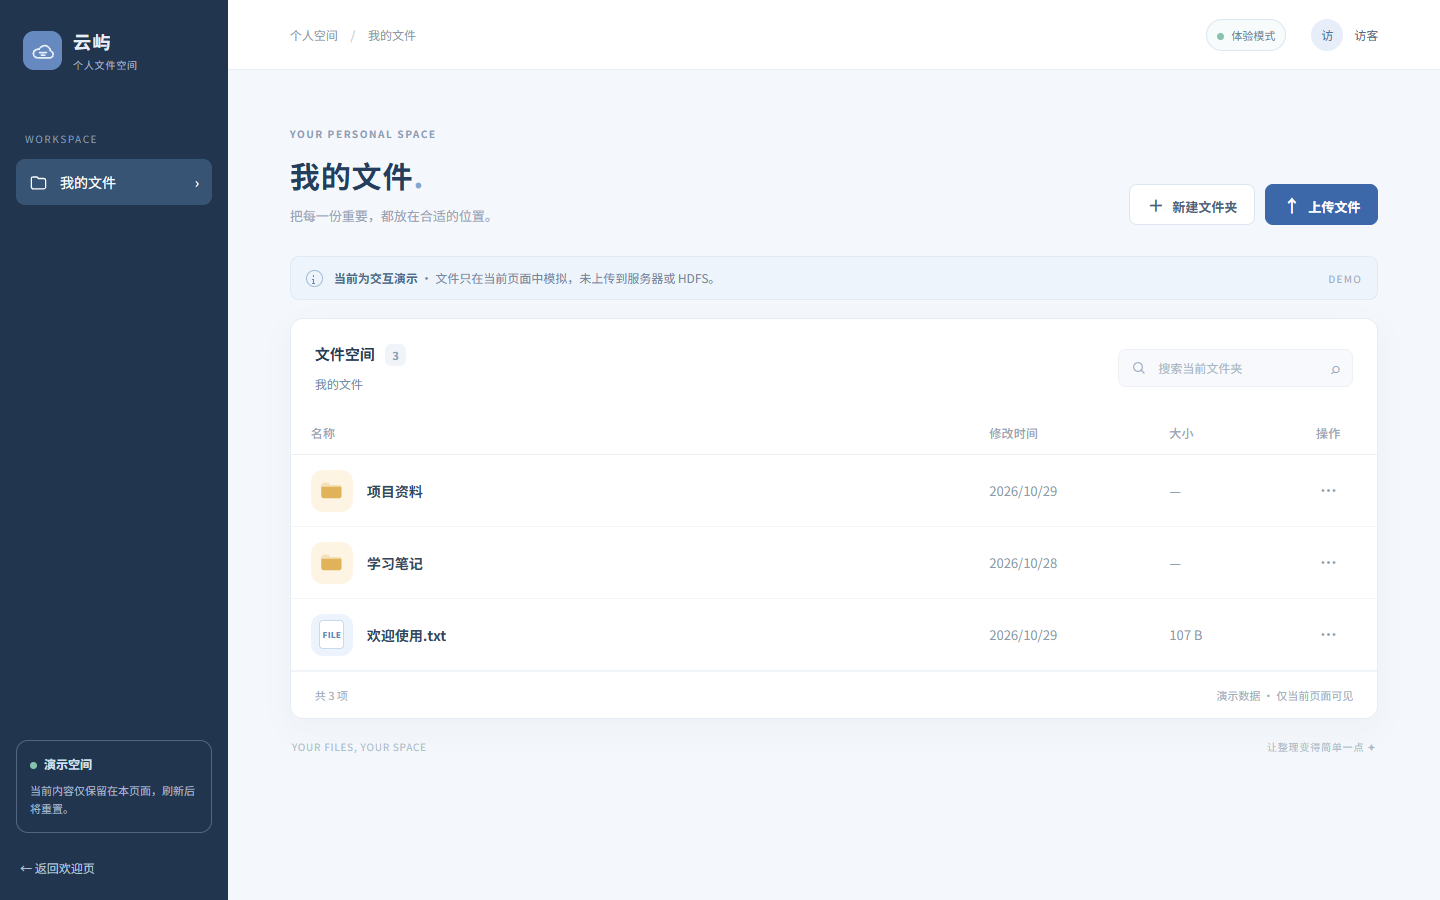 云屿
个人文件空间
WORKSPACE
我的文件 ›
演示空间
当前内容仅保留在本页面，刷新后
将重置。
← 返回欢迎页
个人空间 / 我的文件
体验模式
访 访客
YOUR PERSONAL SPACE
我的文件.
把每一份重要，都放在合适的位置。
+ 新建文件夹
↑ 上传文件
i 当前为交互演示 · 文件只在当前页面中模拟，未上传到服务器或 HDFS。
DEMO
文件空间 3
我的文件
搜索当前文件夹 ⌕
名称 修改时间 大小 操作
项目资料 2026/10/29 — ···
学习笔记 2026/10/28 — ···
FILE 欢迎使用.txt 2026/10/29 107 B ···
共 3 项
演示数据 · 仅当前页面可见
YOUR FILES, YOUR SPACE
让整理变得简单一点 ✦